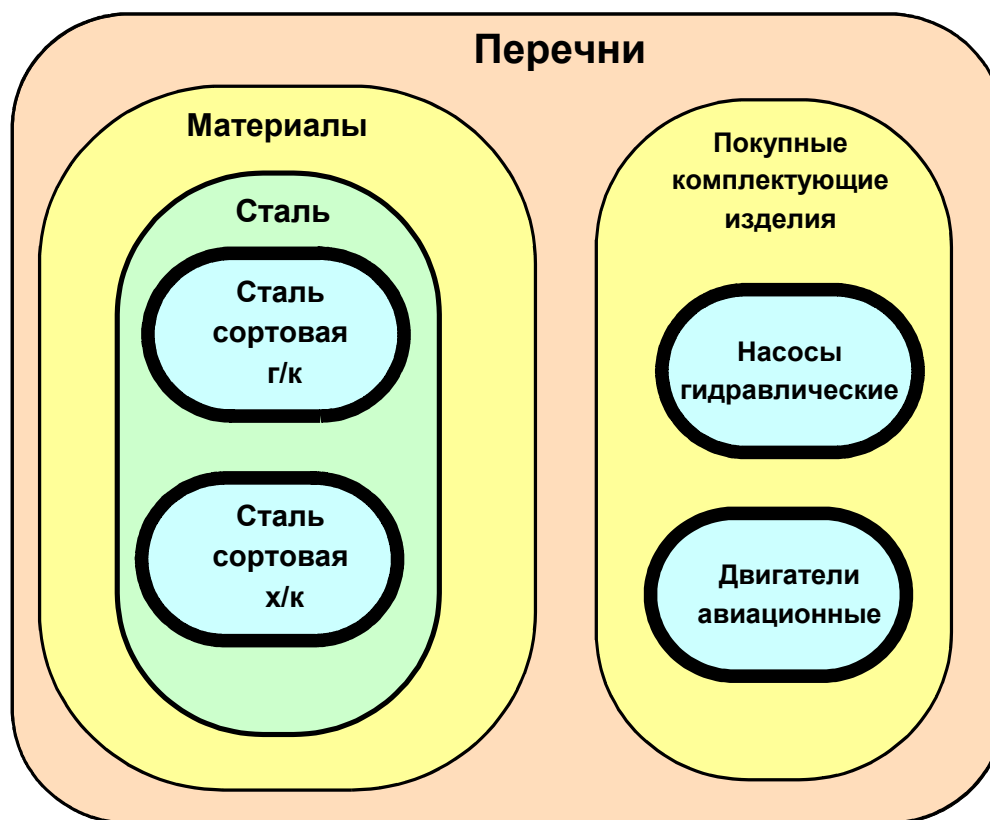 Перечни
Материалы
Сталь
Сталь
сортовая
г/к
Сталь
сортовая
х/к
Покупные
комплектующие
изделия
Насосы
гидравлические
Двигатели
авиационные